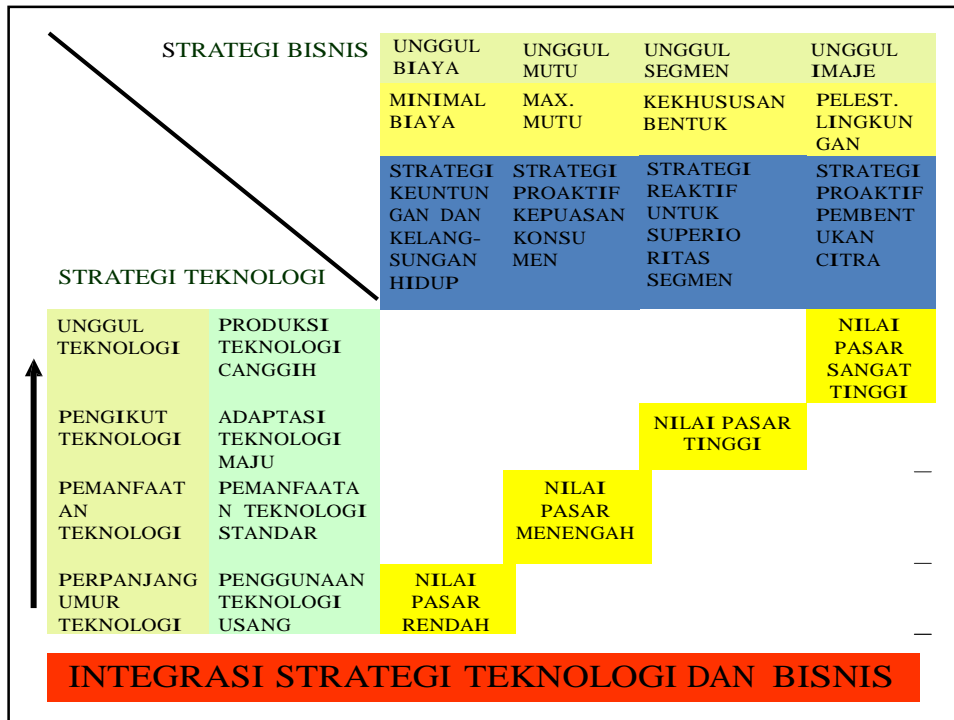 STRATEGI BISNIS
UNGGUL
BIAYA
UNGGUL
MUTU
UNGGUL
SEGMEN
UNGGUL
IMAJE
MINIMAL
BIAYA
MAX.
MUTU
KEKHUSUSAN
BENTUK
PELEST.
LINGKUN
GAN
STRATEGI
KEUNTUN
GAN DAN
KELANG-
SUNGAN
HIDUP
STRATEGI
PROAKTIF
KEPUASAN
KONSU
MEN
STRATEGI
REAKTIF
UNTUK
SUPERIO
RITAS
SEGMEN
STRATEGI
PROAKTIF
PEMBENT
UKAN
CITRA
STRATEGI TEKNOLOGI
UNGGUL
TEKNOLOGI
PRODUKSI
TEKNOLOGI
CANGGIH
NILAI
PASAR
SANGAT
TINGGI
PENGIKUT
TEKNOLOGI
ADAPTASI
TEKNOLOGI
MAJU
NILAI PASAR
TINGGI
PEMANFAAT
AN
TEKNOLOGI
PEMANFAATA
N TEKNOLOGI
STANDAR
NILAI
PASAR
MENENGAH
PERPANJANG
UMUR
TEKNOLOGI
PENGGUNAAN
TEKNOLOGI
USANG
NILAI
PASAR
RENDAH
INTEGRASI STRATEGI TEKNOLOGI DAN BISNIS